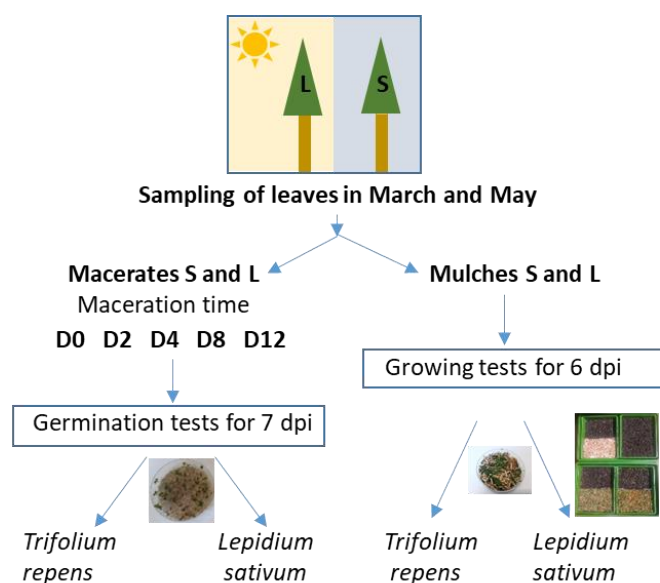 L S
Sampling of leaves in March and May
Macerates S and L
Maceration time
D0 D2 D4 D8 D12
Germination tests for 7 dpi
Trifolium
repens
Lepidium
sativum
Mulches S and L
Growing tests for 6 dpi
Trifolium
repens
Lepidium
sativum